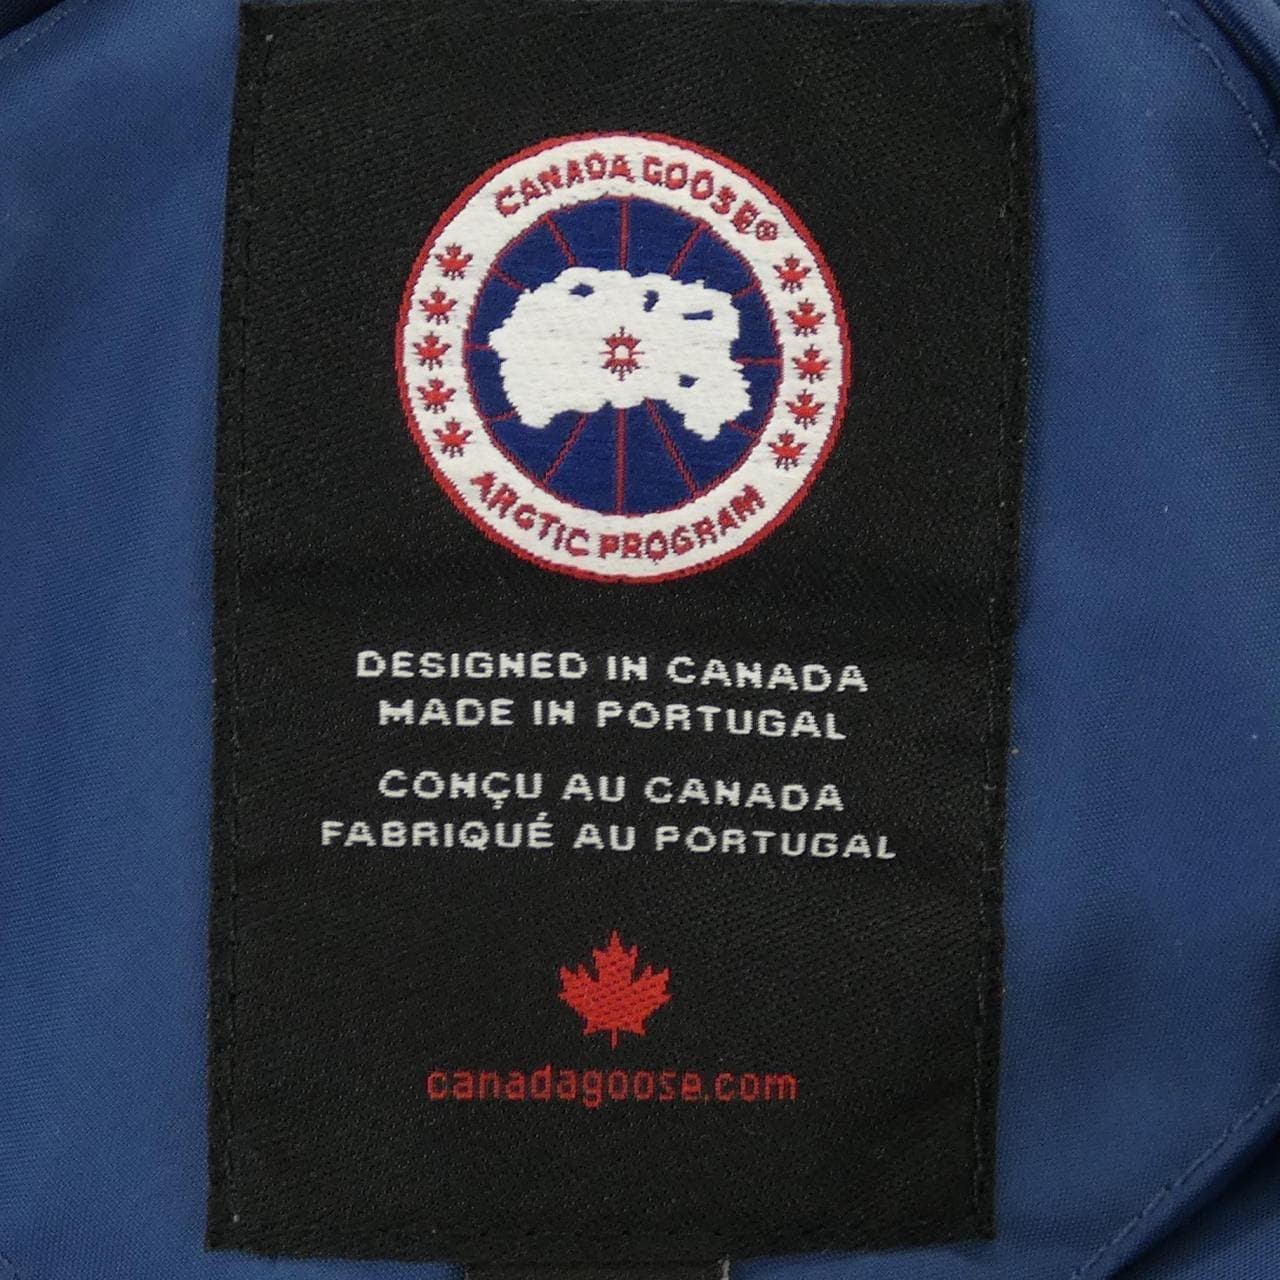 CANADA GOOSE®
ARCTIC PROGRAM
DESIGNED IN CANADA
MADE IN PORTUGAL
CONÇU AU CANADA
FABRIQUÉ AU PORTUGAL
canadagoose.com